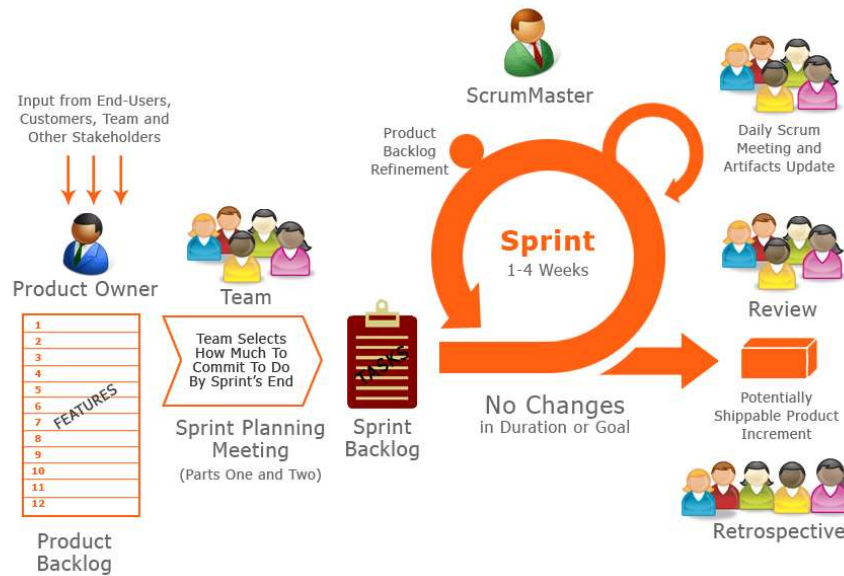 Input from End-Users,
Customers, Team and
Other Stakeholders
Product Owner
1
2
3
4
5
6
7
8
9
10
11
12
FEATURES
Product
Backlog
Team
Team Selects
How Much To
Commit To Do
By Sprint's End
Sprint Planning
Meeting
(Parts One and Two)
TASKS
Sprint
Backlog
ScrumMaster
Product
Backlog
Refinement
Sprint
1-4 Weeks
No Changes
in Duration or Goal
Daily Scrum
Meeting and
Artifacts Update
Review
Potentially
Shippable Product
Increment
Retrospective